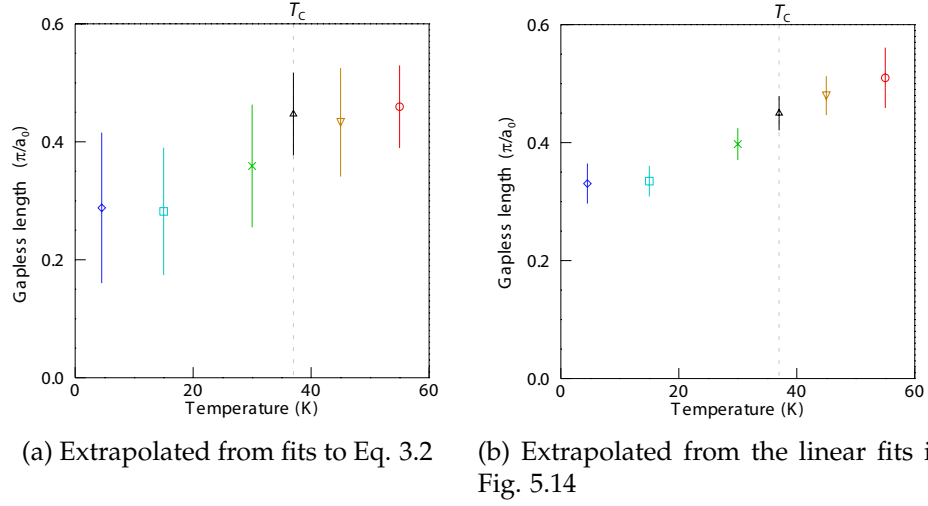 T_C
0.6
0.4
0.2
0.0
Gapless length (π/a₀)
0 20 40 60
Temperature (K)
(a) Extrapolated from fits to Eq. 3.2
T_C
0.6
0.4
0.2
0.0
Gapless length (π/a₀)
0 20 40 60
Temperature (K)
(b) Extrapolated from the linear fits i
Fig. 5.14